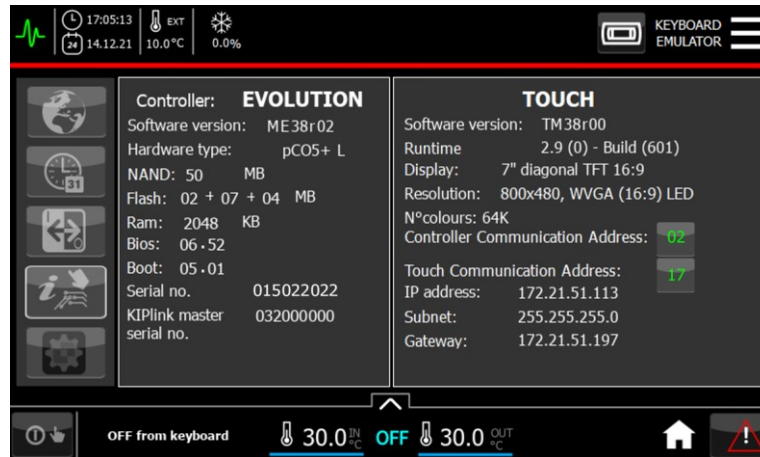 17:05:13
24 14.12.21
EXT
10.0°C
0.0%
KEYBOARD
EMULATOR
31
i
Controller: EVOLUTION
Software version: ME38r02
Hardware type: pCO5+ L
NAND: 50 MB
Flash: 02 + 07 + 04 MB
Ram: 2048 KB
Bios: 06.52
Boot: 05.01
Serial no. 015022022
KIPlink master 032000000
serial no.
TOUCH
Software version: TM38r00
Runtime 2.9 (0) - Build (601)
Display: 7" diagonal TFT 16:9
Resolution: 800x480, WVGA (16:9) LED
N°colours: 64K
Controller Communication Address: 02
Touch Communication Address: 17
IP address: 172.21.51.113
Subnet: 255.255.255.0
Gateway: 172.21.51.197
OFF from keyboard
30.0 IN °C
OFF
30.0 OUT °C
!